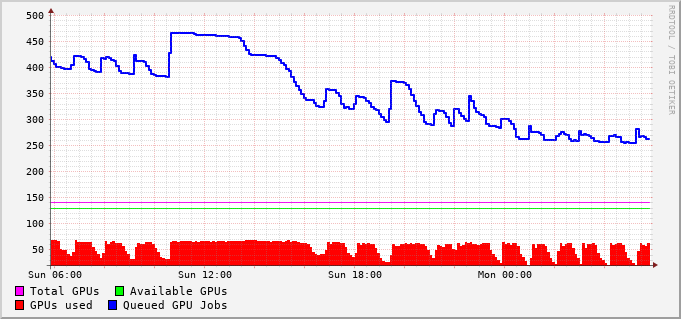 500
450
400
350
300
250
200
150
100
50
Sun 06:00 Sun 12:00 Sun 18:00 Mon 00:00
Total GPUs Available GPUs
GPUs used Queued GPU Jobs
RRDTOOL / TOBI OETIKER